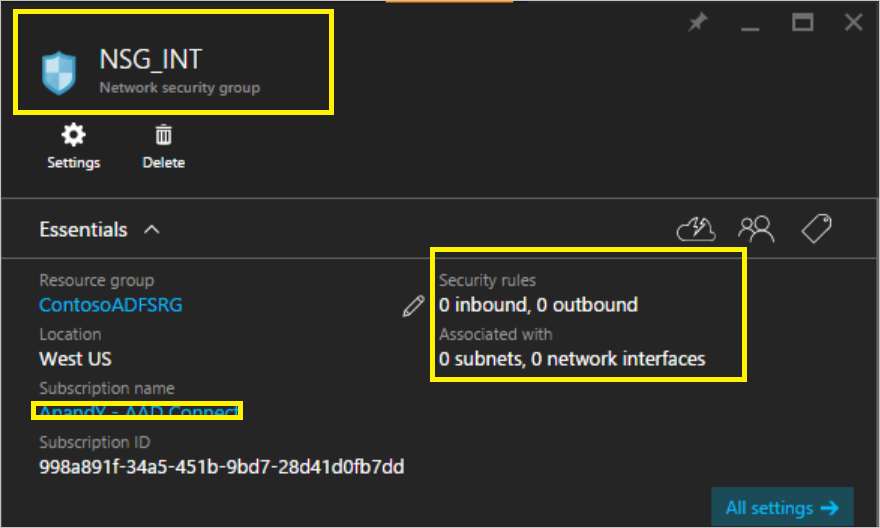 NSG_INT
Network security group
Settings
Delete
Essentials
Resource group
ContosoADFSRG
Location
West US
Subscription name
AnandY - AAD Connect
Subscription ID
998a891f-34a5-451b-9bd7-28d41d0fb7dd
Security rules
0 inbound, 0 outbound
Associated with
0 subnets, 0 network interfaces
All settings